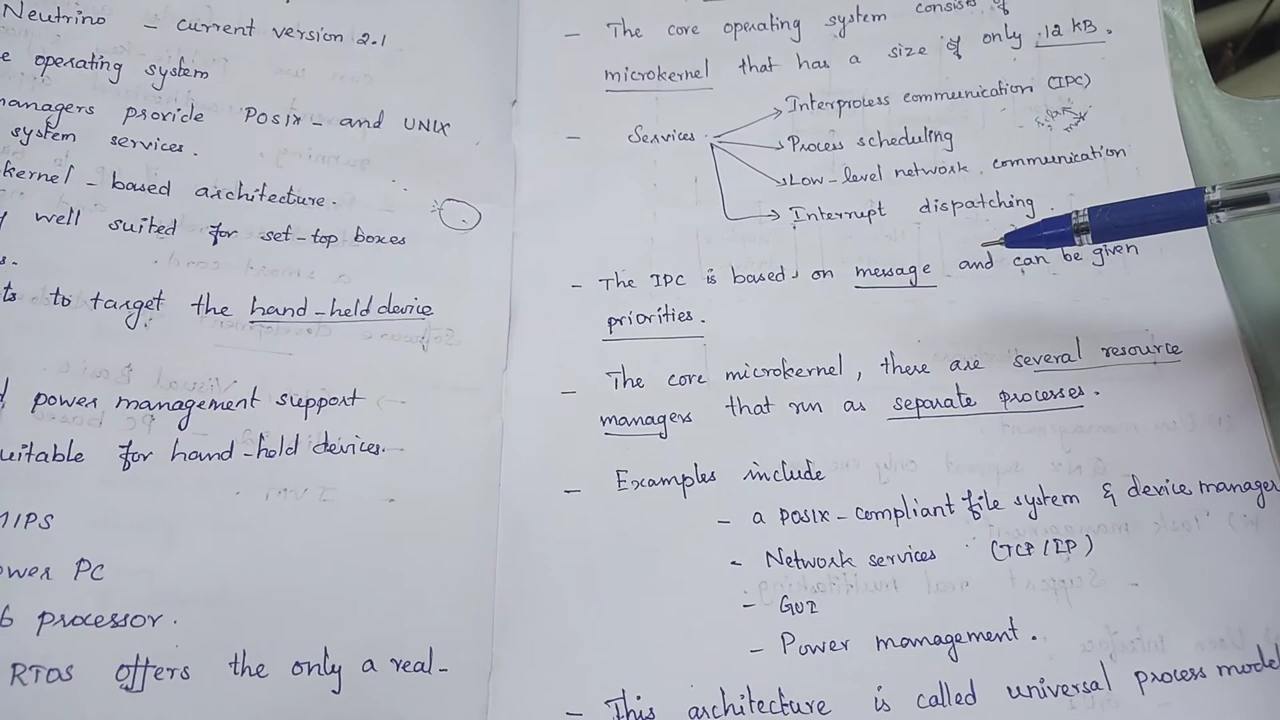 Neutrino - current version 2.1
e operating system
managers provide POSIX- and UNIX
system services.
kernel-based architecture.
y well suited for set-top boxes
s.
ts to target the hand-held device
power management support
uitable for hand-held devices.
MIPS
ower PC
6 processor.
RTOS offers the only a real-
- The core operating system consists of
microkernel that has a size of only 12 kB.
- Services
Interprocess communication (IPC)
Process scheduling
Low-level network communication
Interrupt dispatching.
- The IPC is based on message and can be given
priorities.
- The core microkernel, there are several resource
managers that run as separate processes.
- Examples include
- a POSIX-compliant file system & device manager
- Network services (TCP/IP)
- GUI
- Power management.
- This architecture is called universal process model